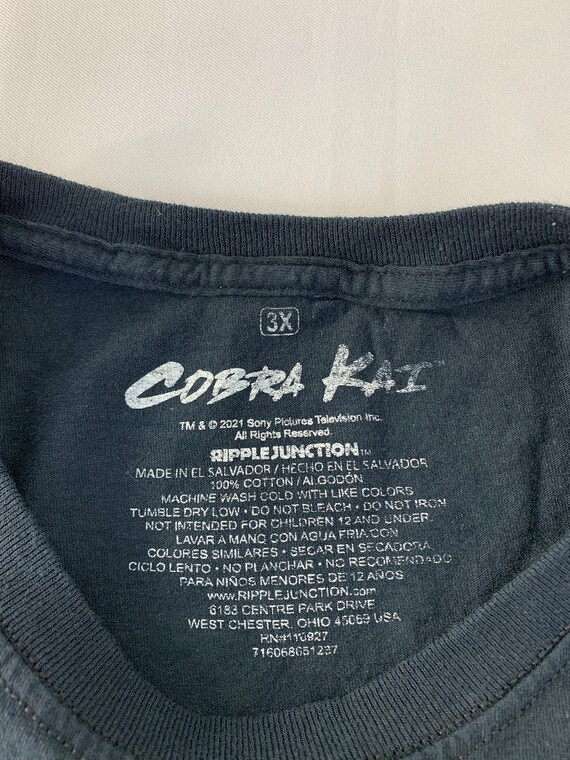 3X
COBRA KAI™
TM & © 2021 Sony Pictures Television Inc.
All Rights Reserved.
RIPPLE JUNCTION™
MADE IN EL SALVADOR / HECHO EN EL SALVADOR
100% COTTON / ALGODÓN
MACHINE WASH COLD WITH LIKE COLORS
TUMBLE DRY LOW • DO NOT BLEACH • DO NOT IRON
NOT INTENDED FOR CHILDREN 12 AND UNDER.
LAVAR A MANO CON AGUA FRIA CON
COLORES SIMILARES • SECAR EN SECADORA,
CICLO LENTO • NO PLANCHAR • NO RECOMENDADO
PARA NIÑOS MENORES DE 12 AÑOS
www.RIPPLEJUNCTION.com
6183 CENTRE PARK DRIVE
WEST CHESTER, OHIO 45069 USA
RN#116927
716068651237